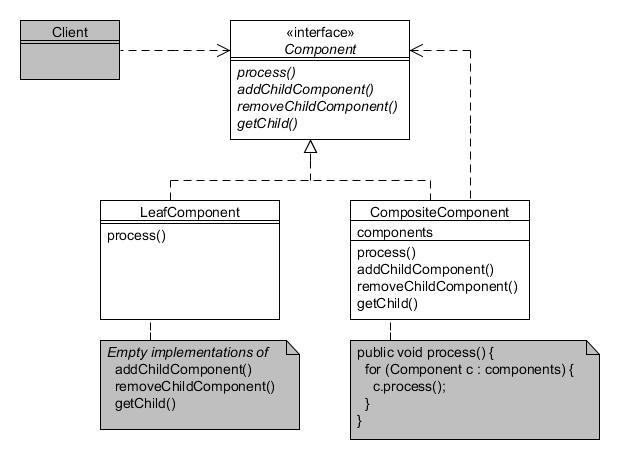 Client
«interface»
Component
process()
addChildComponent()
removeChildComponent()
getChild()
LeafComponent
process()
CompositeComponent
components
process()
addChildComponent()
removeChildComponent()
getChild()
Empty implementations of
addChildComponent()
removeChildComponent()
getChild()
public void process() {
for (Component c : components) {
c.process();
}
}